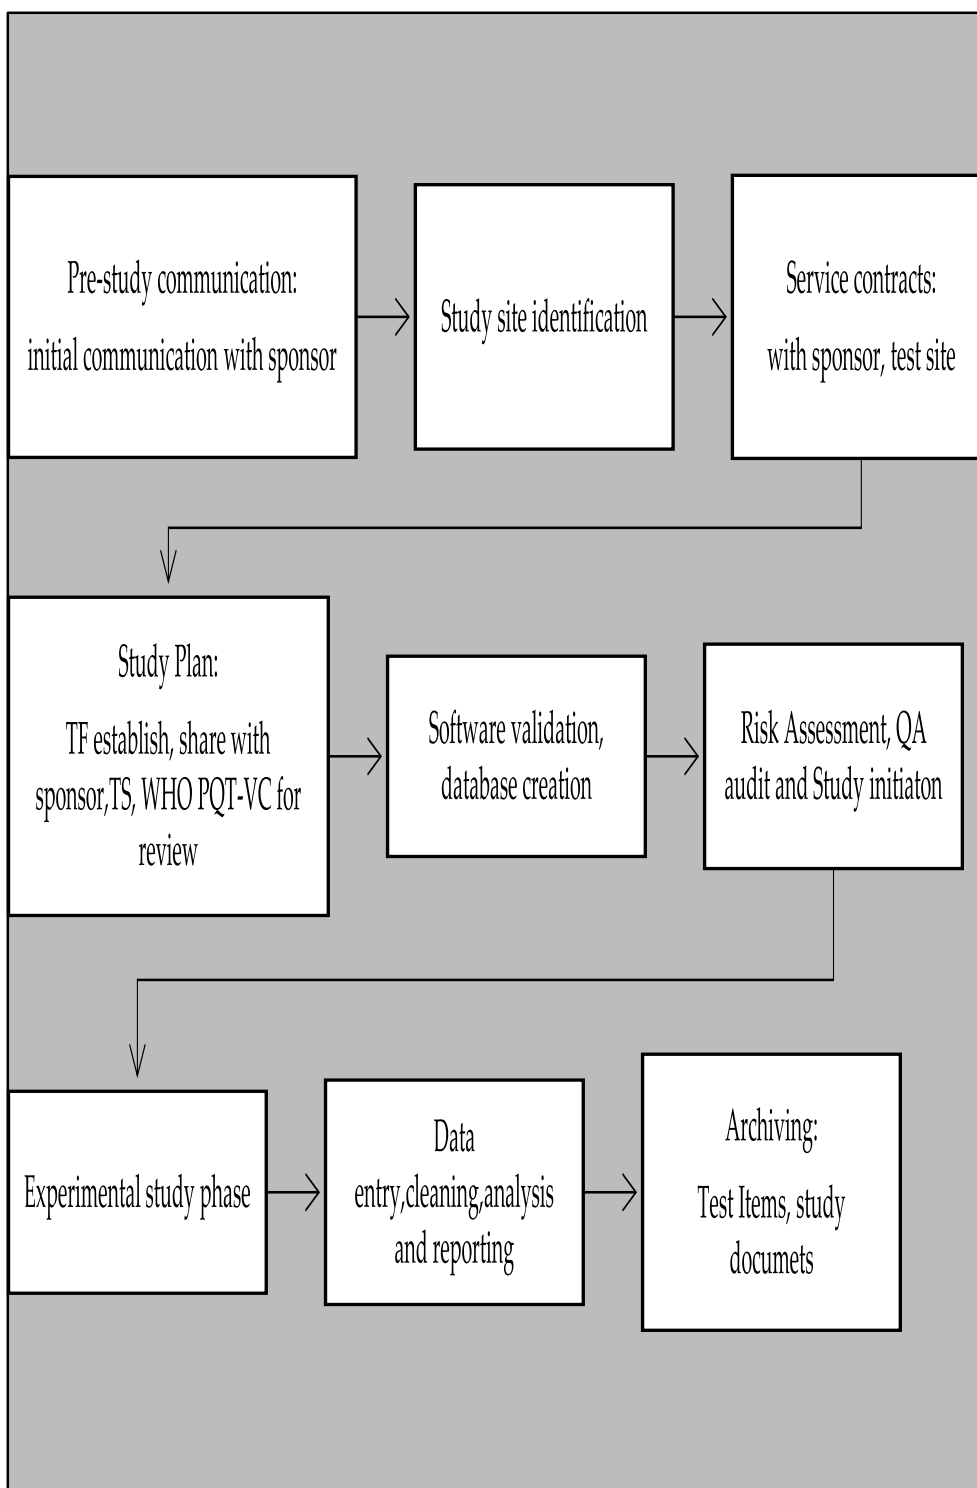 Pre-study communication:
initial communication with sponsor
Study site identification
Service contracts:
with sponsor, test site
Study Plan:
TF establish, share with
sponsor,TS, WHO PQT-VC for
review
Software validation,
database creation
Risk Assessment, QA
audit and Study initiaton
Experimental study phase
Data
entry,cleaning,analysis
and reporting
Archiving:
Test Items, study
documets